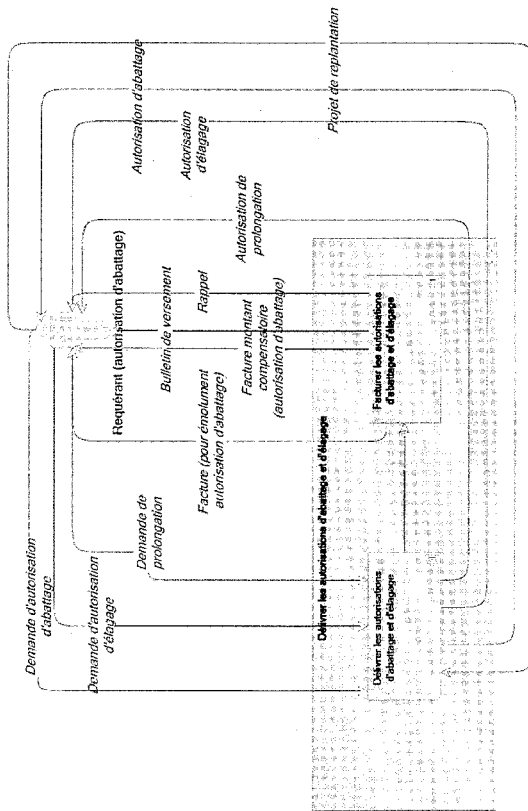 Demande d'autorisation
d'abattage
Demande d'autorisation
d'élagage
Demande de
prolongation
Requérant (autorisation d'abattage)
Facture (pour émolument
autorisation d'abattage)
Bulletin de versement
Facture montant
compensatoire
(autorisation d'abattage)
Rappel
Autorisation de
prolongation
Autorisation
d'élagage
Autorisation d'abattage
Projet de replantation
Délivrer les autorisations d'abattage et d'élagage
Délivrer les autorisations
d'abattage et d'élagage
Facturer les autorisations
d'abattage et d'élagage